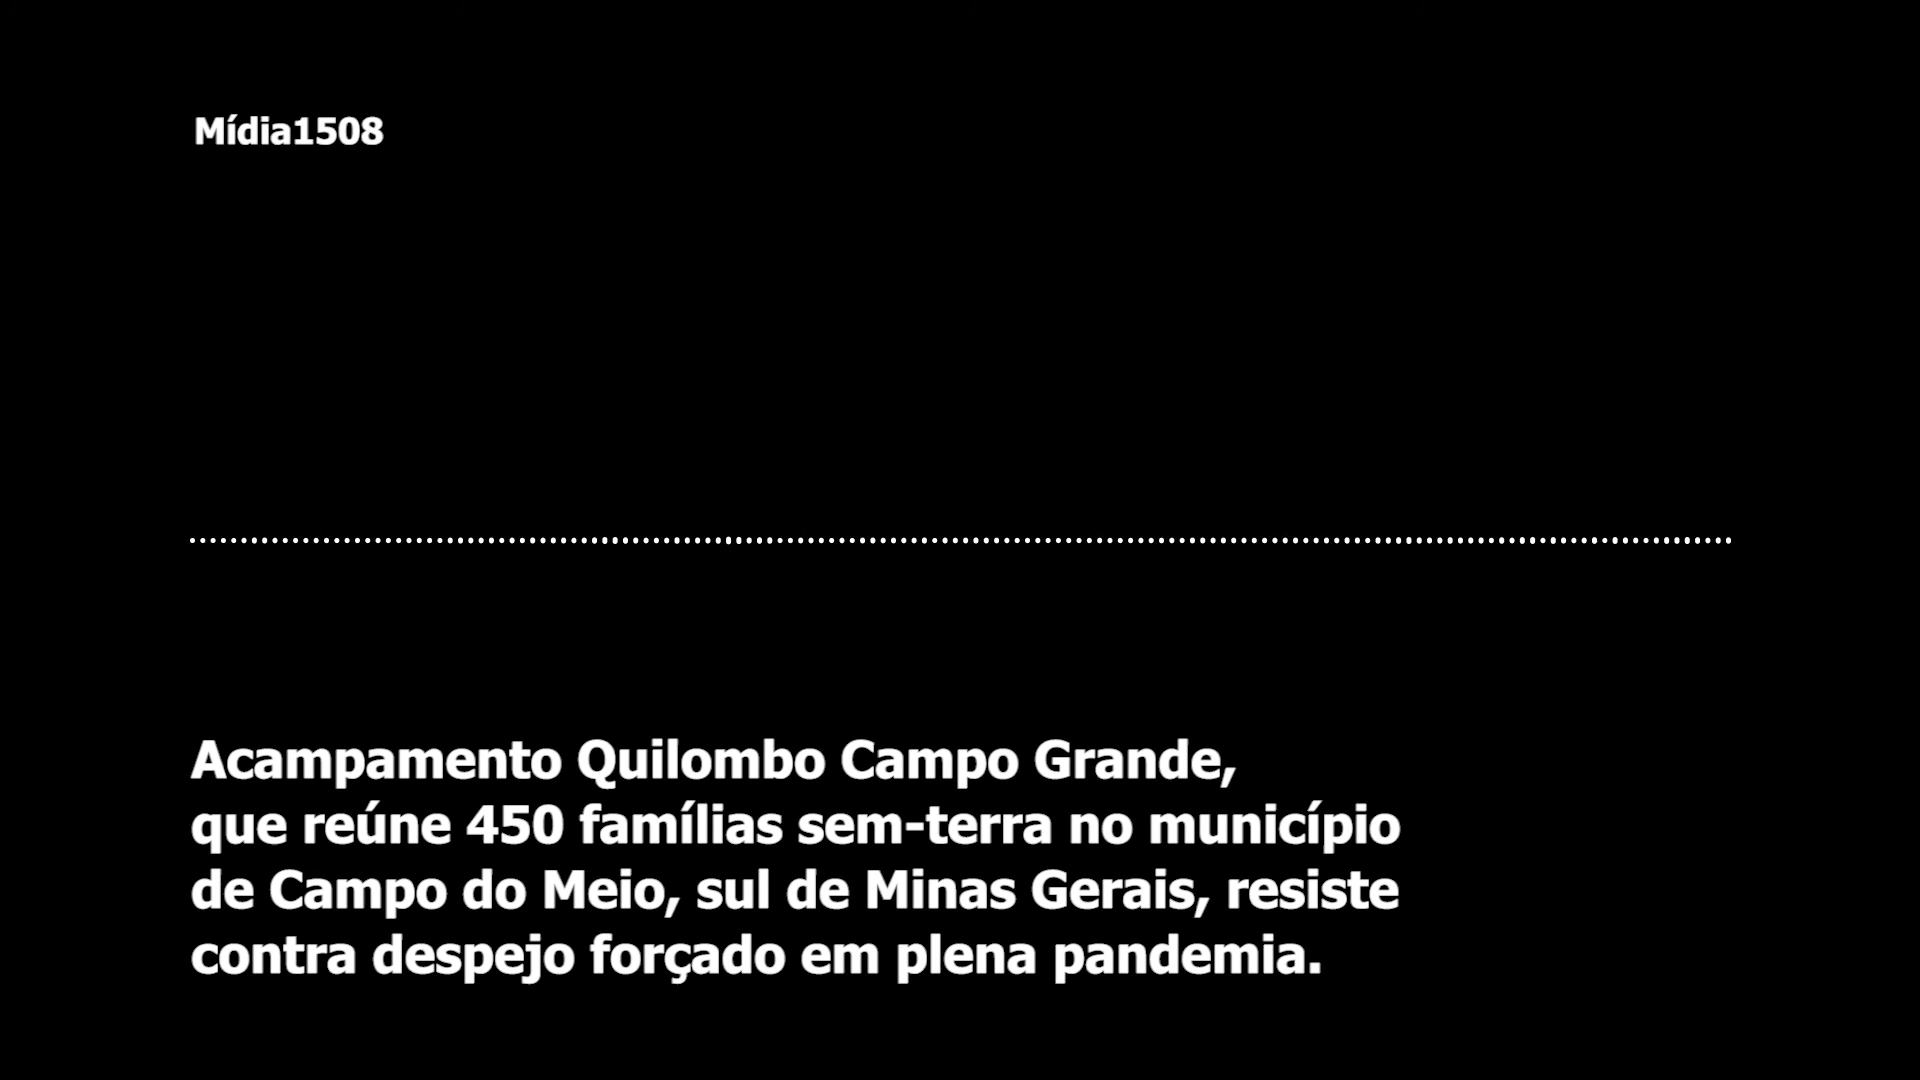 Mídia1508
Acampamento Quilombo Campo Grande,
que reúne 450 famílias sem-terra no município
de Campo do Meio, sul de Minas Gerais, resiste
contra despejo forçado em plena pandemia.